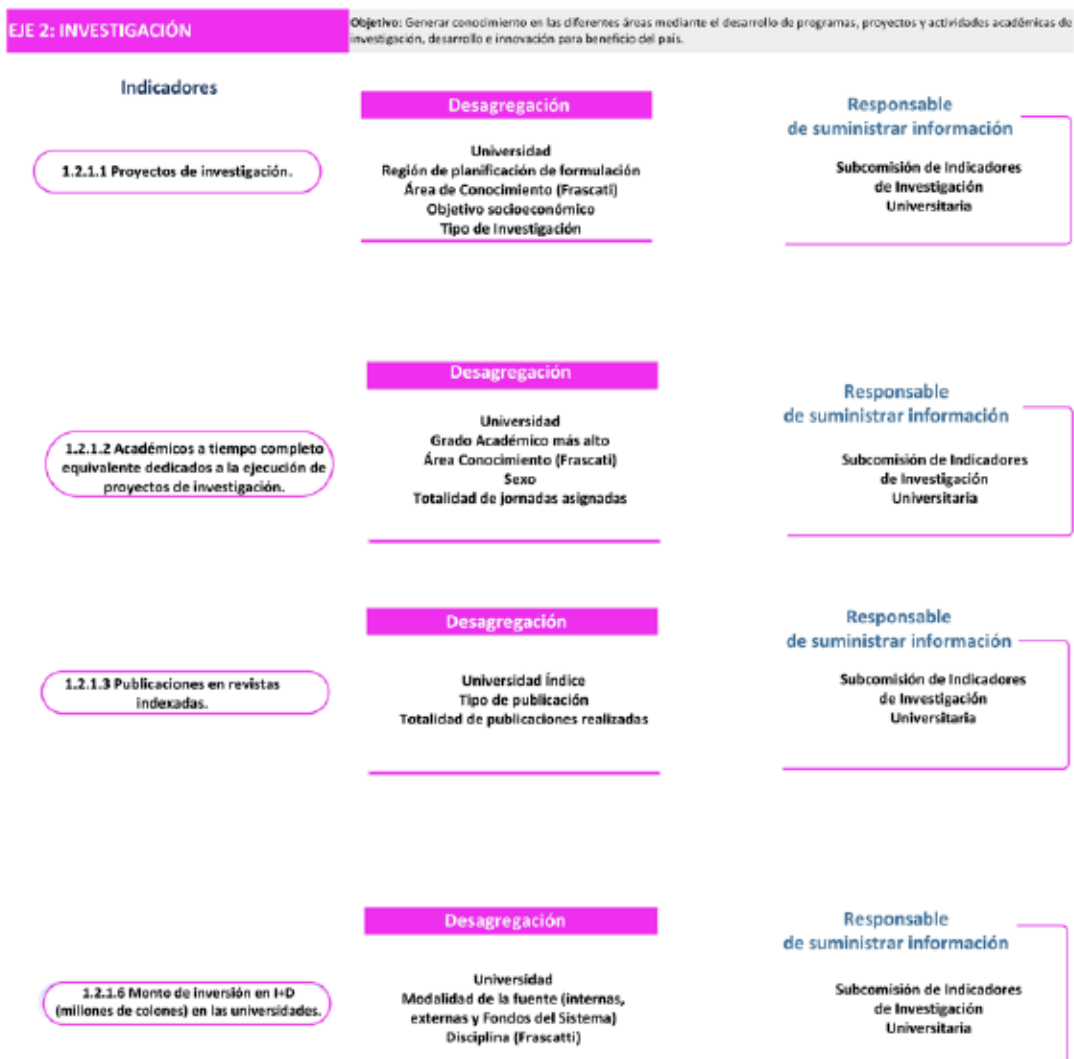 EJE 2: INVESTIGACIÓN
Objetivo: Generar conocimiento en las diferentes áreas mediante el desarrollo de programas, proyectos y actividades académicas de
investigación, desarrollo e innovación para beneficio del país.
Indicadores
Desagregación
Responsable
de suministrar información
1.2.1.1 Proyectos de investigación.
Universidad
Región de planificación de formulación
Área de Conocimiento (Frascati)
Objetivo socioeconómico
Tipo de Investigación
Subcomisión de Indicadores
de Investigación
Universitaria
Desagregación
Responsable
de suministrar información
1.2.1.2 Académicos a tiempo completo
equivalente dedicados a la ejecución de
proyectos de investigación.
Universidad
Grado Académico más alto
Área Conocimiento (Frascati)
Sexo
Totalidad de jornadas asignadas
Subcomisión de Indicadores
de Investigación
Universitaria
Desagregación
Responsable
de suministrar información
1.2.1.3 Publicaciones en revistas
indexadas.
Universidad Índice
Tipo de publicación
Totalidad de publicaciones realizadas
Subcomisión de Indicadores
de Investigación
Universitaria
Desagregación
Responsable
de suministrar información
1.2.1.6 Monto de inversión en I+D
(millones de colones) en las universidades.
Universidad
Modalidad de la fuente (internas,
externas y Fondos del Sistema)
Disciplina (Frascatti)
Subcomisión de Indicadores
de Investigación
Universitaria